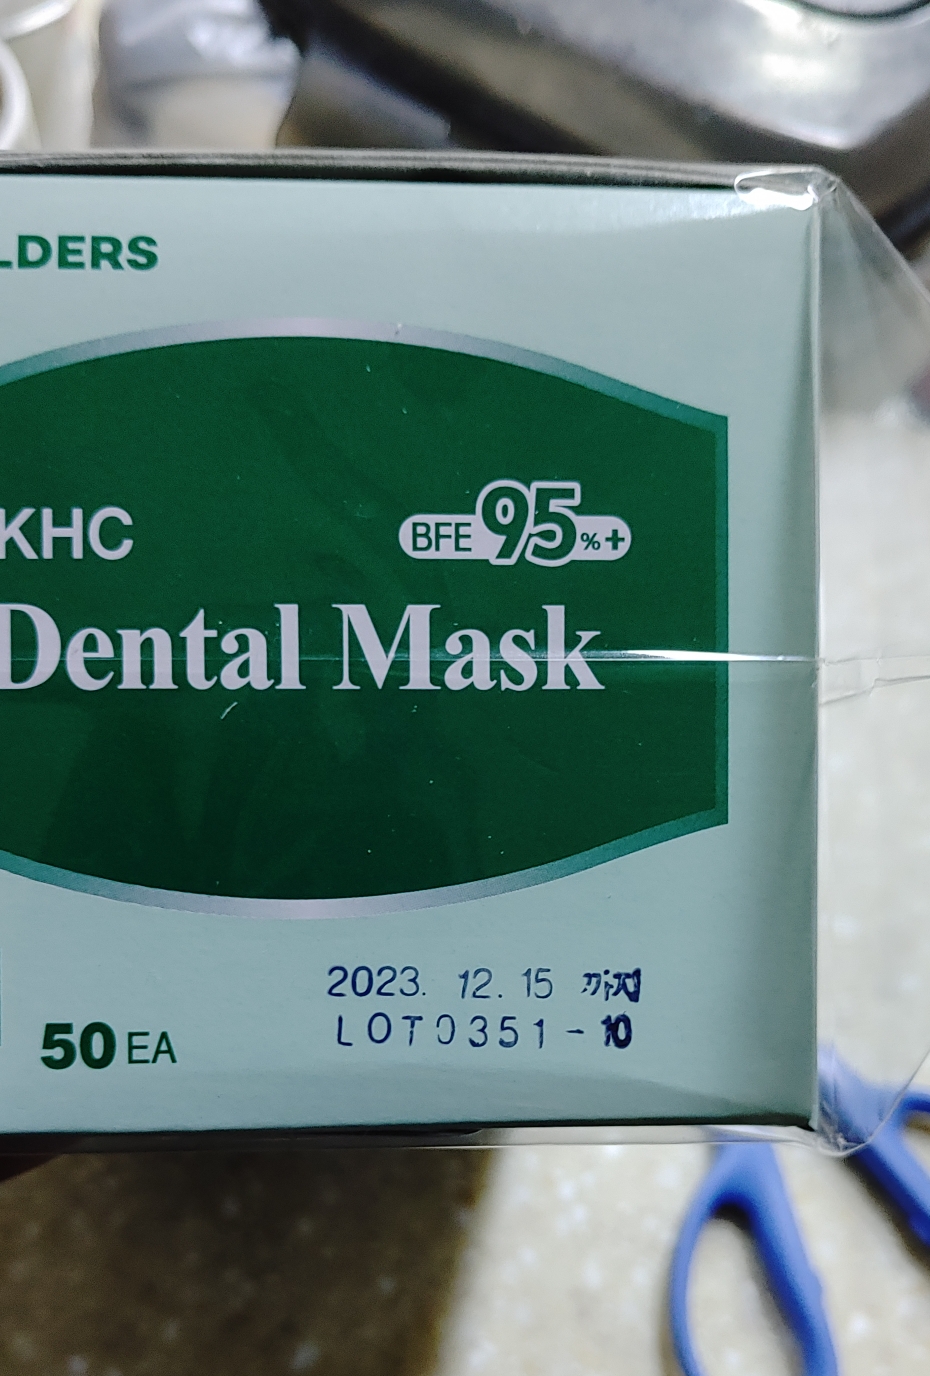 LDERS
KHC
BFE 95%+
Dental Mask
2023. 12. 15 까지
LOT0351-10
50 EA